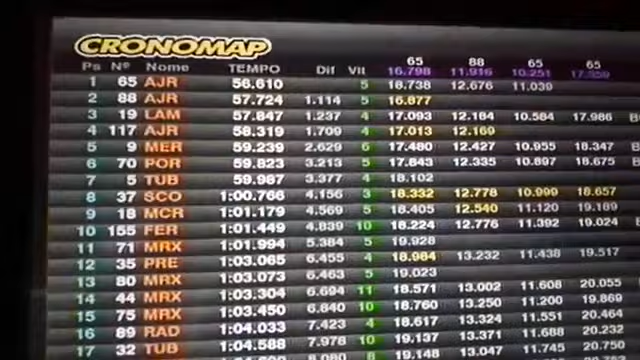 CRONOMAP
65 88 65 65
Ps Nº Nome TEMPO Dif Vlt 16.798 11.916 10.251 17.359
1 65 AJR 56.610 5 18.738 12.676 11.039
2 88 AJR 57.724 1.114 5 16.877
3 19 LAM 57.847 1.237 4 17.093 12.184 10.584 17.986
4 117 AJR 58.319 1.709 4 17.013 12.169
5 9 MER 59.239 2.629 6 17.480 12.427 10.955 18.347
6 70 POR 59.823 3.213 5 17.843 12.335 10.897 18.675
7 5 TUB 59.987 3.377 4 18.102
8 37 SCO 1:00.766 4.156 3 18.332 12.778 10.999 18.657
9 18 MCR 1:01.179 4.569 5 18.405 12.540 11.120 19.189
10 155 FER 1:01.449 4.839 10 18.224 12.776 11.392 19.024
11 71 MRX 1:01.994 5.384 5 19.928
12 35 PRE 1:03.065 6.455 4 18.984 13.232 11.438 19.517
13 80 MRX 1:03.073 6.463 5 19.023
14 44 MRX 1:03.304 6.694 11 18.571 13.002 11.608 20.055
15 75 MRX 1:03.450 6.840 10 18.760 13.250 11.200 19.869
16 89 RAD 1:04.033 7.423 4 18.617 13.324 11.551 20.464
17 32 TUB 1:04.588 7.978 10 19.137 13.371 11.688 20.232
8.080 8 19.148 13.047 11.745 20.750